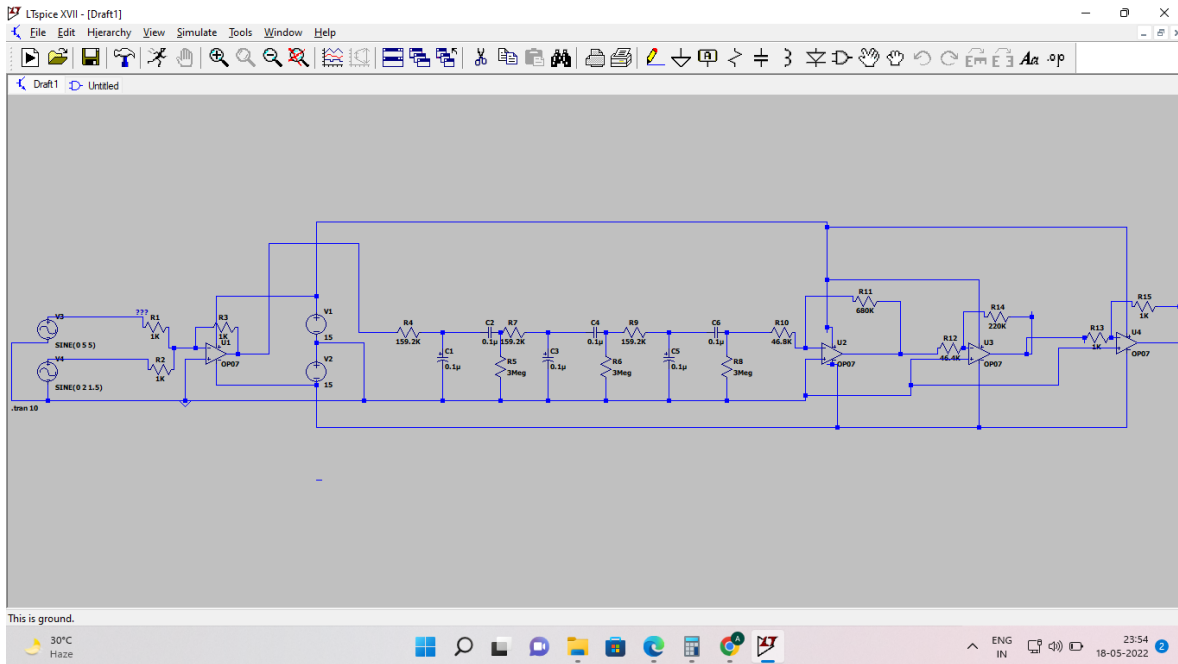 LTspice XVII - [Draft1]
File Edit Hierarchy View Simulate Tools Window Help
Aa .op
Draft1 Untitled
V3
SINE(0 5 5)
V4
SINE(0 2 1.5)
.tran 10
???
R1
1K
R2
1K
R3
1K
U1
OP07
V1
15
V2
15
R4
159.2K
C1
0.1µ
C2
0.1µ
R7
159.2K
R5
3Meg
C3
0.1µ
C4
0.1µ
R6
3Meg
R9
159.2K
C5
0.1µ
C6
0.1µ
R8
3Meg
R10
46.8K
R11
680K
U2
OP07
R12
46.4K
R14
220K
U3
OP07
R13
1K
R15
1K
U4
OP07
This is ground.
30°C
Haze
ENG
IN
23:54
18-05-2022
2